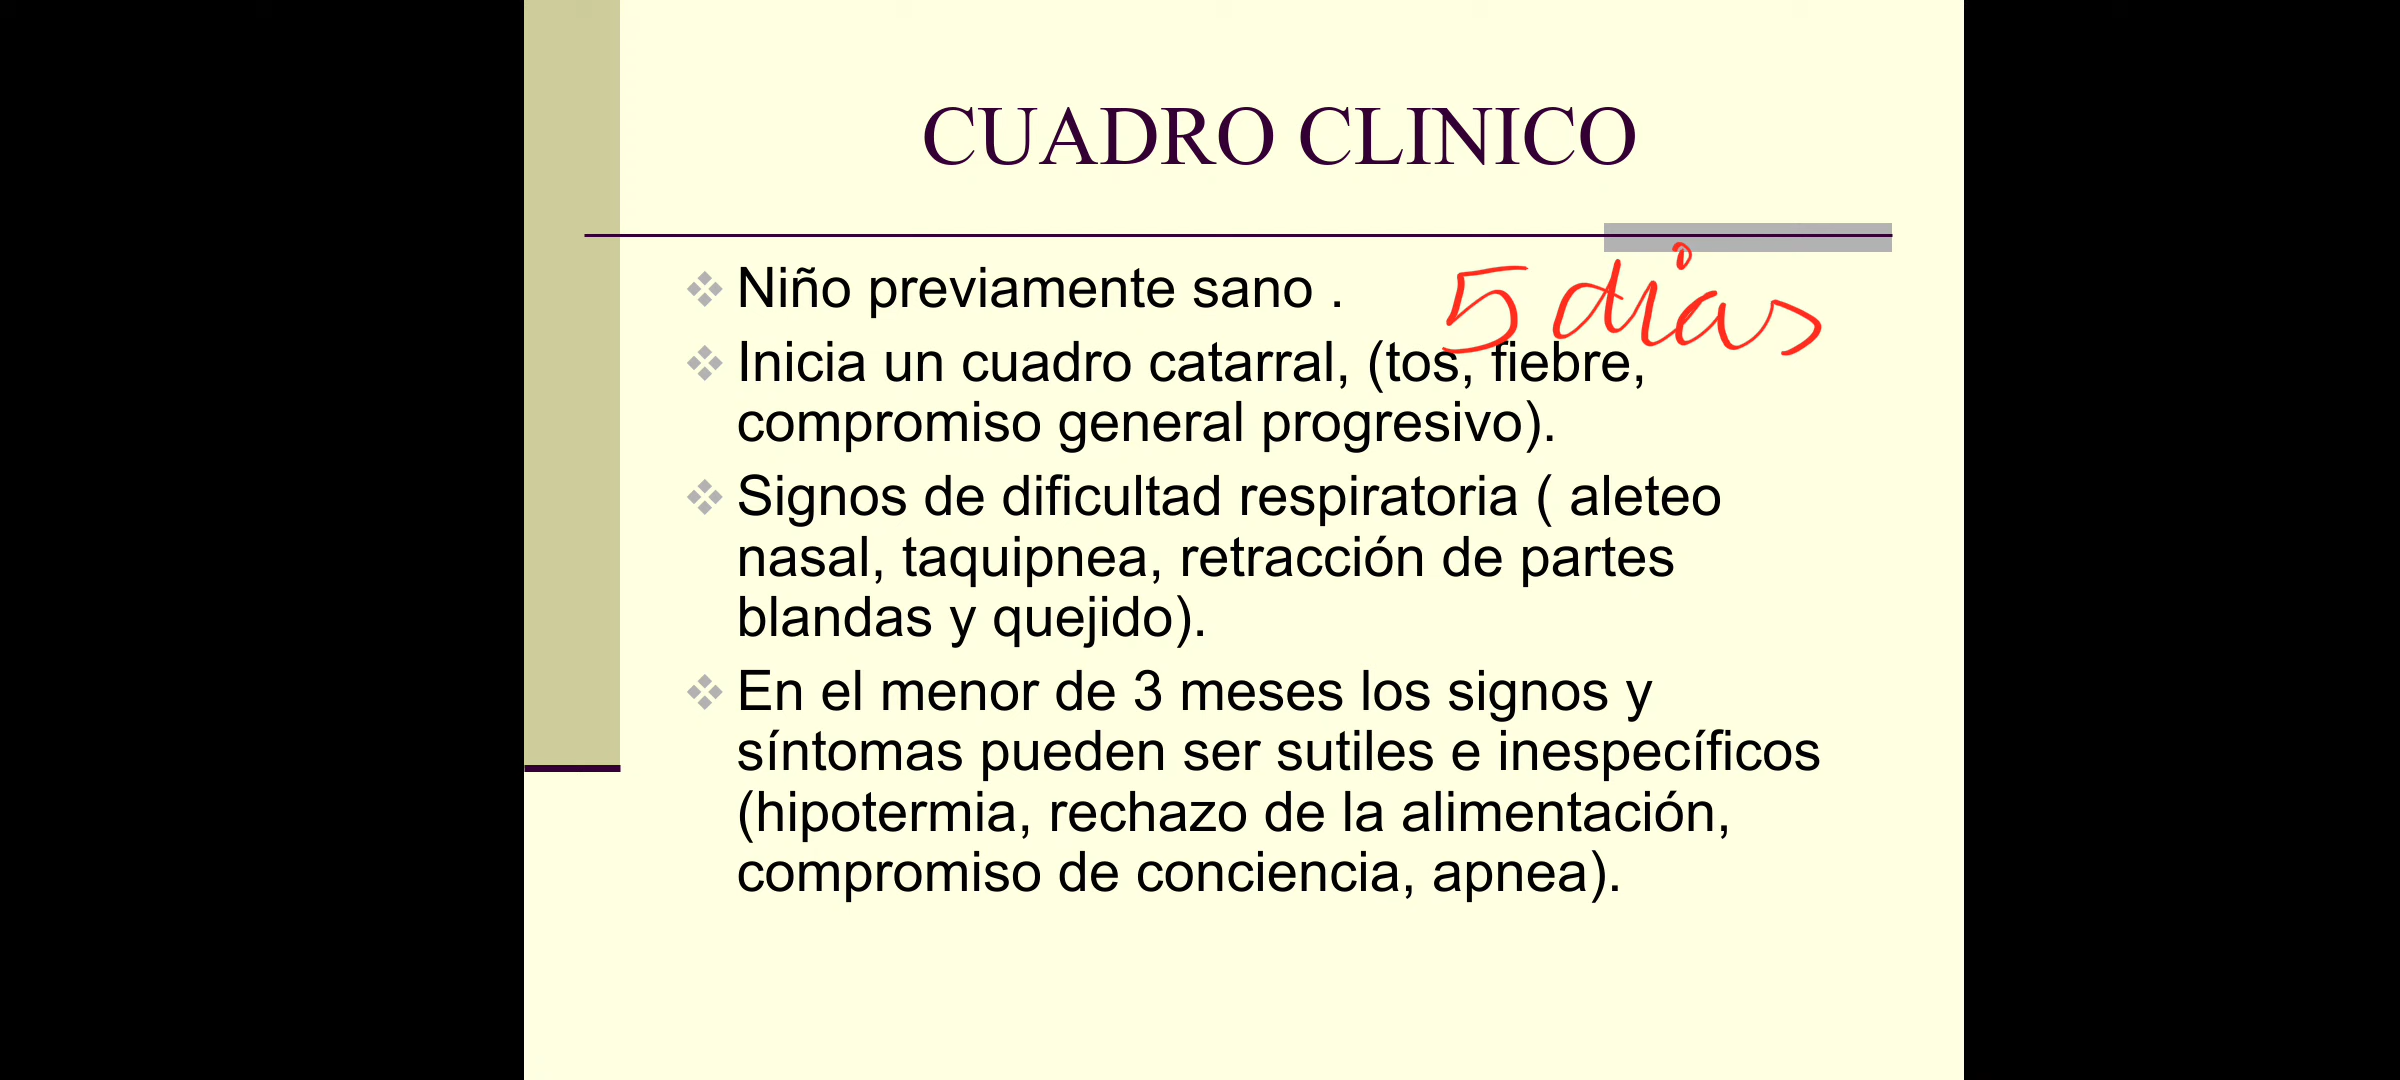 CUADRO CLINICO
Niño previamente sano .
5 dias
Inicia un cuadro catarral, (tos, fiebre,
compromiso general progresivo).
Signos de dificultad respiratoria ( aleteo
nasal, taquipnea, retracción de partes
blandas y quejido).
En el menor de 3 meses los signos y
síntomas pueden ser sutiles e inespecíficos
(hipotermia, rechazo de la alimentación,
compromiso de conciencia, apnea).